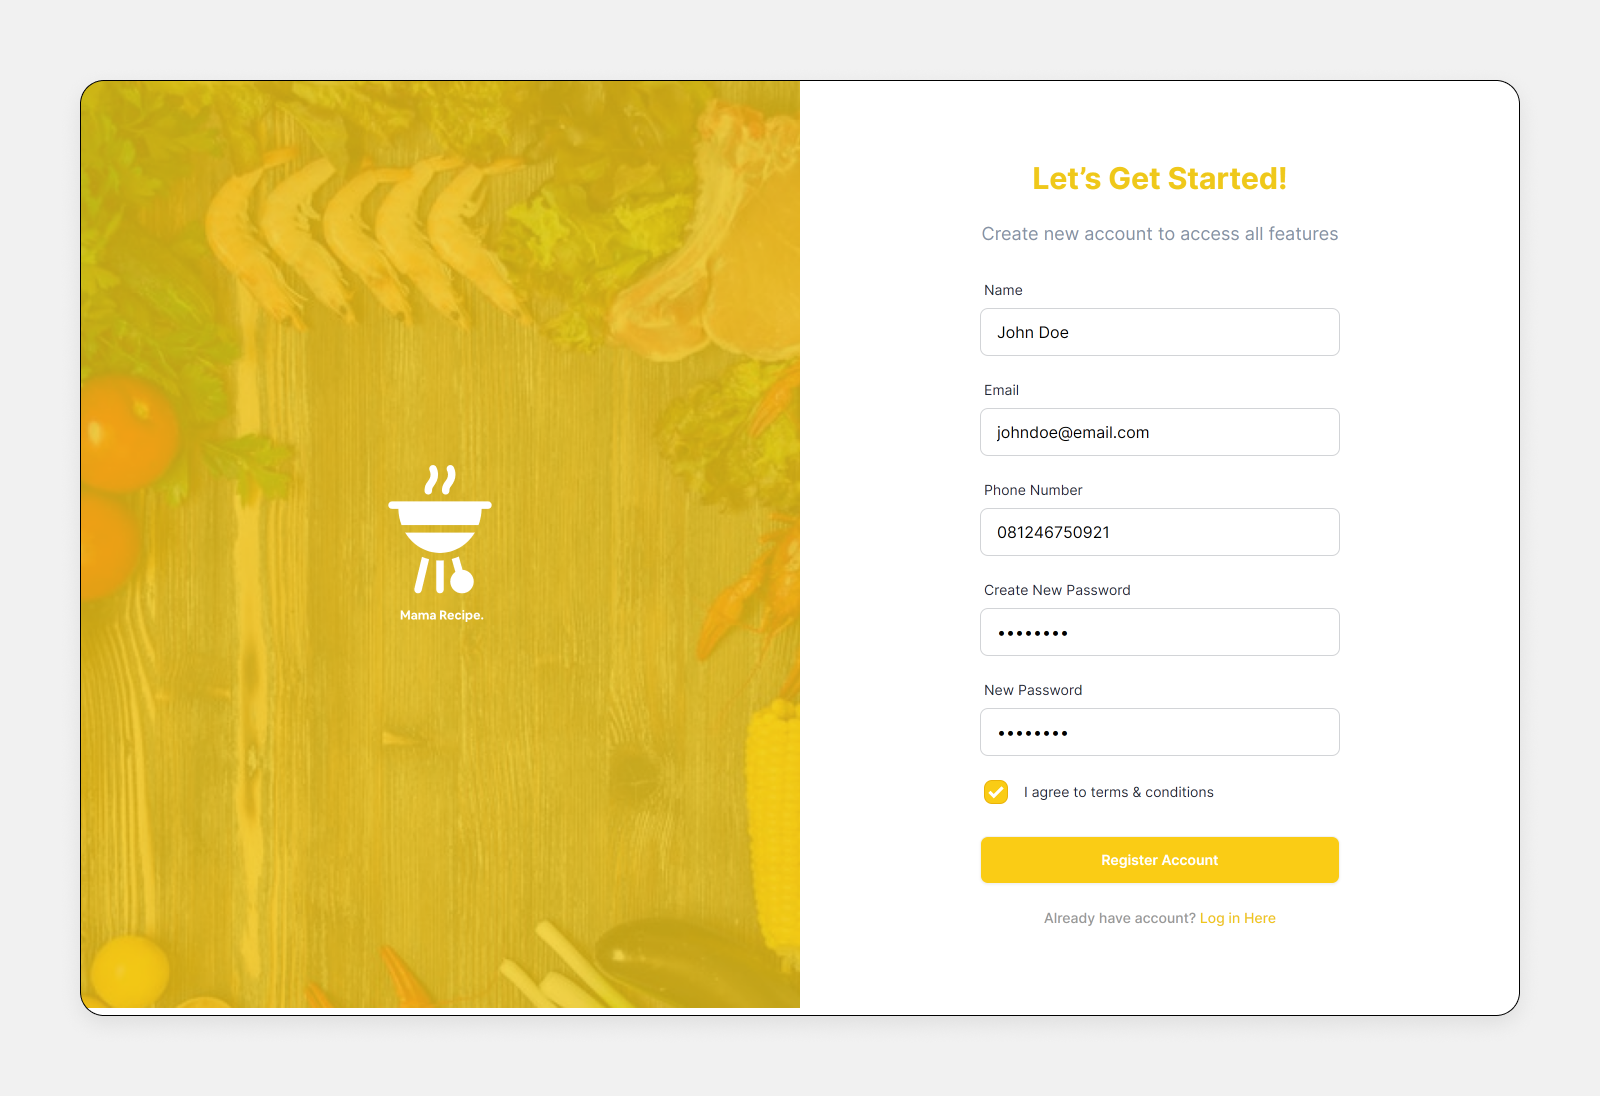 Mama Recipe.
Let’s Get Started!
Create new account to access all features
Name
John Doe
Email
johndoe@email.com
Phone Number
081246750921
Create New Password
••••••••
New Password
••••••••
I agree to terms & conditions
Register Account
Already have account? Log in Here